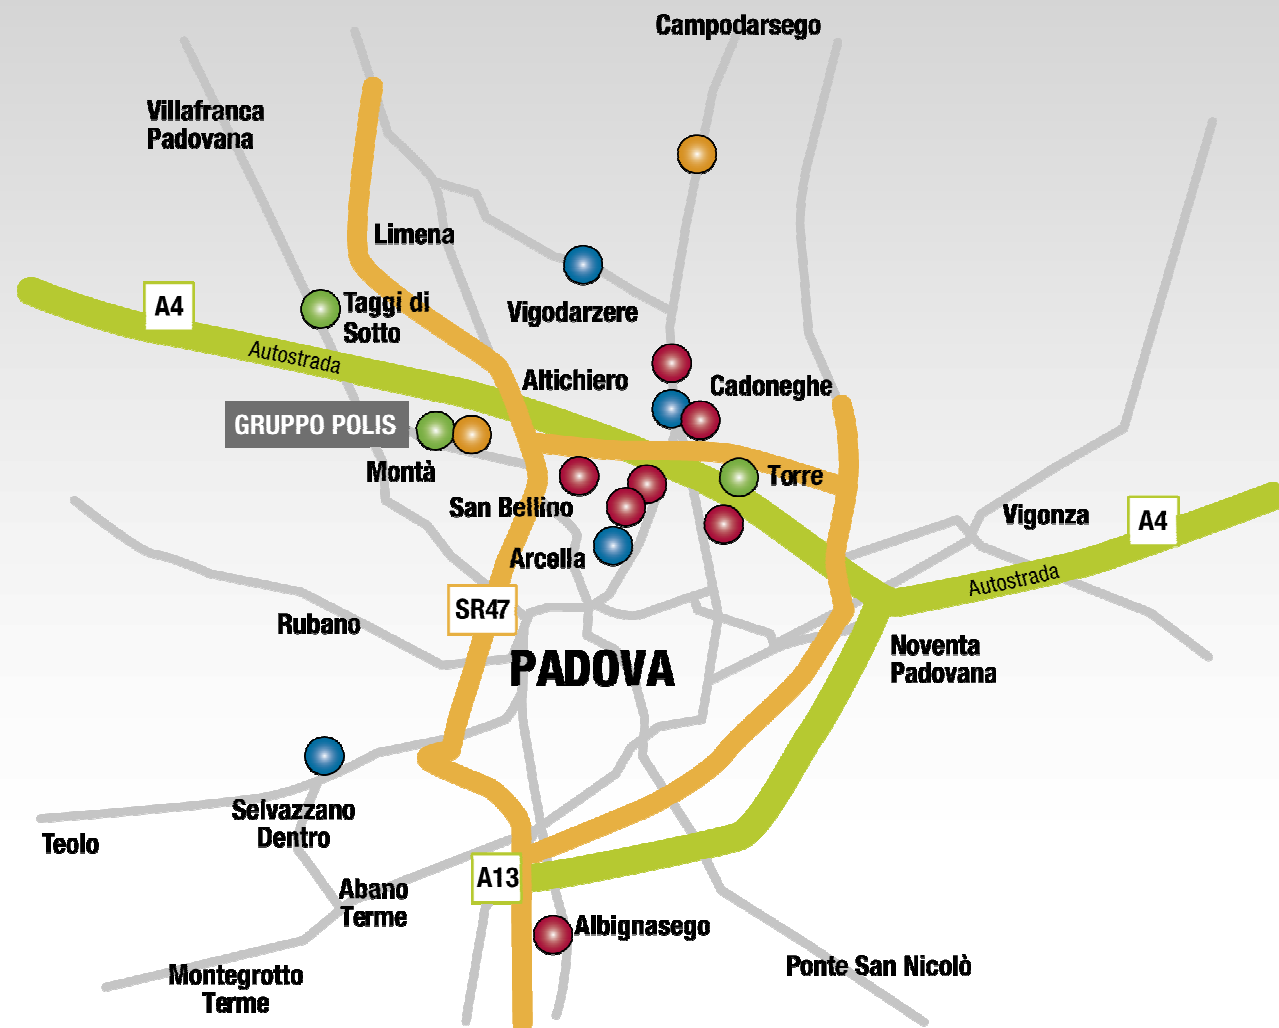 Campodarsego
Villafranca
Padovana
Limena
A4
Taggi di
Sotto
Vigodarzere
Autostrada
Altichiero
Cadoneghe
GRUPPO POLIS
Montà
Torre
San Bellino
Vigonza
A4
Arcella
Autostrada
SR47
Rubano
PADOVA
Noventa
Padovana
Selvazzano
Dentro
Teolo
A13
Abano
Terme
Albignasego
Montegrotto
Terme
Ponte San Nicolò